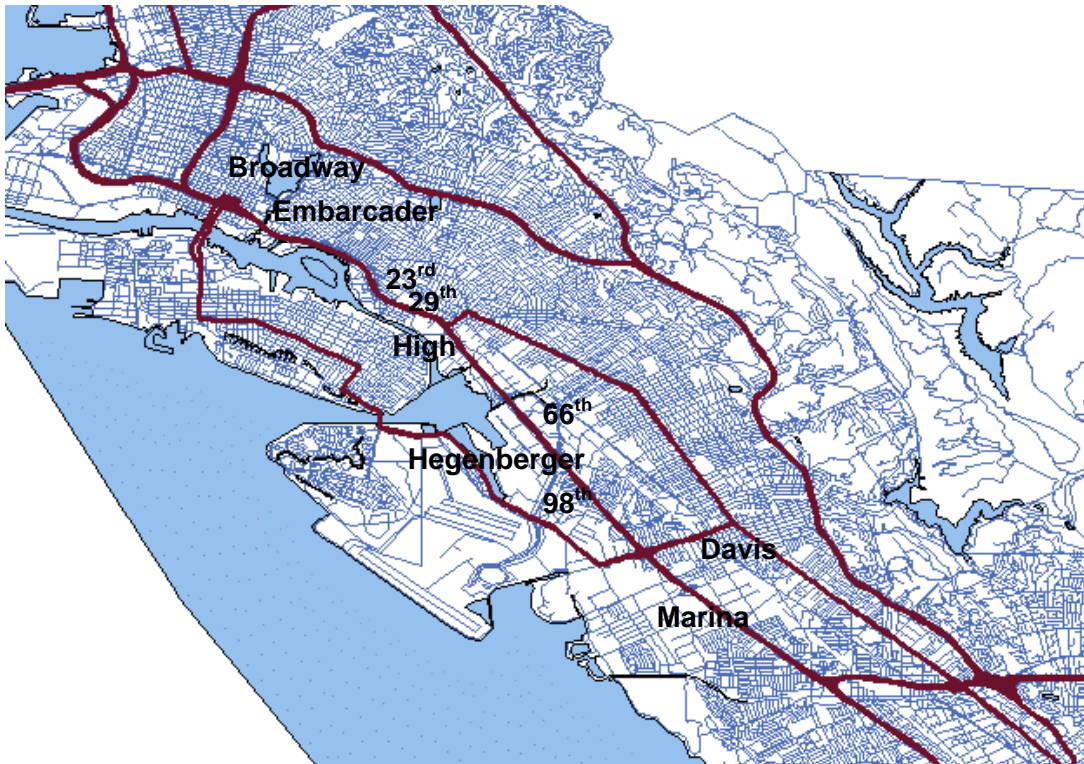 Broadway
Embarcader
23rd
29th
High
66th
Hegenberger
98th
Davis
Marina